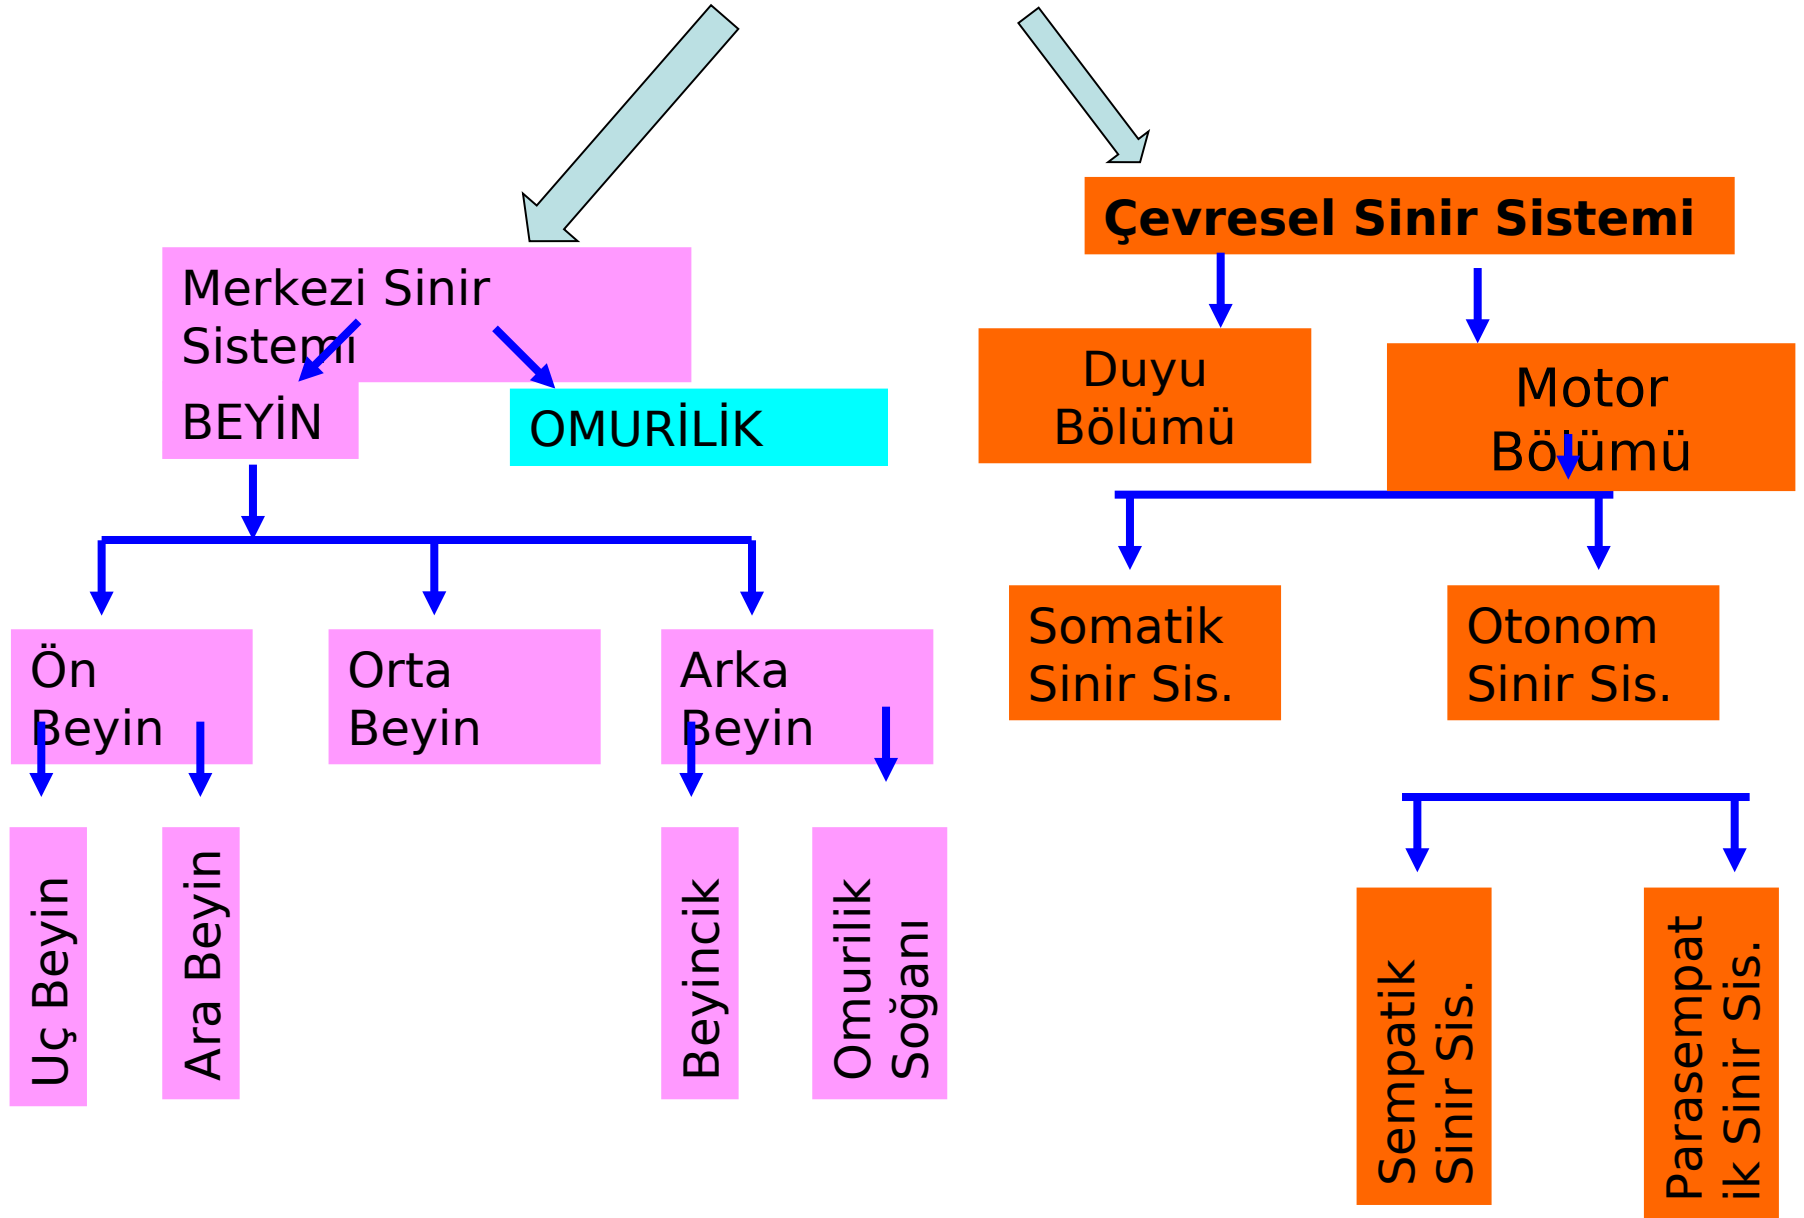 Çevresel Sinir Sistemi
Merkezi Sinir
Sistemi
BEYİN
OMURİLİK
Duyu
Bölümü
Motor
Bölümü
Ön
Beyin
Orta
Beyin
Arka
Beyin
Somatik
Sinir Sis.
Otonom
Sinir Sis.
Uç Beyin
Ara Beyin
Beyincik
Omurilik
Soğanı
Sempatik
Sinir Sis.
Parasempat
ik Sinir Sis.